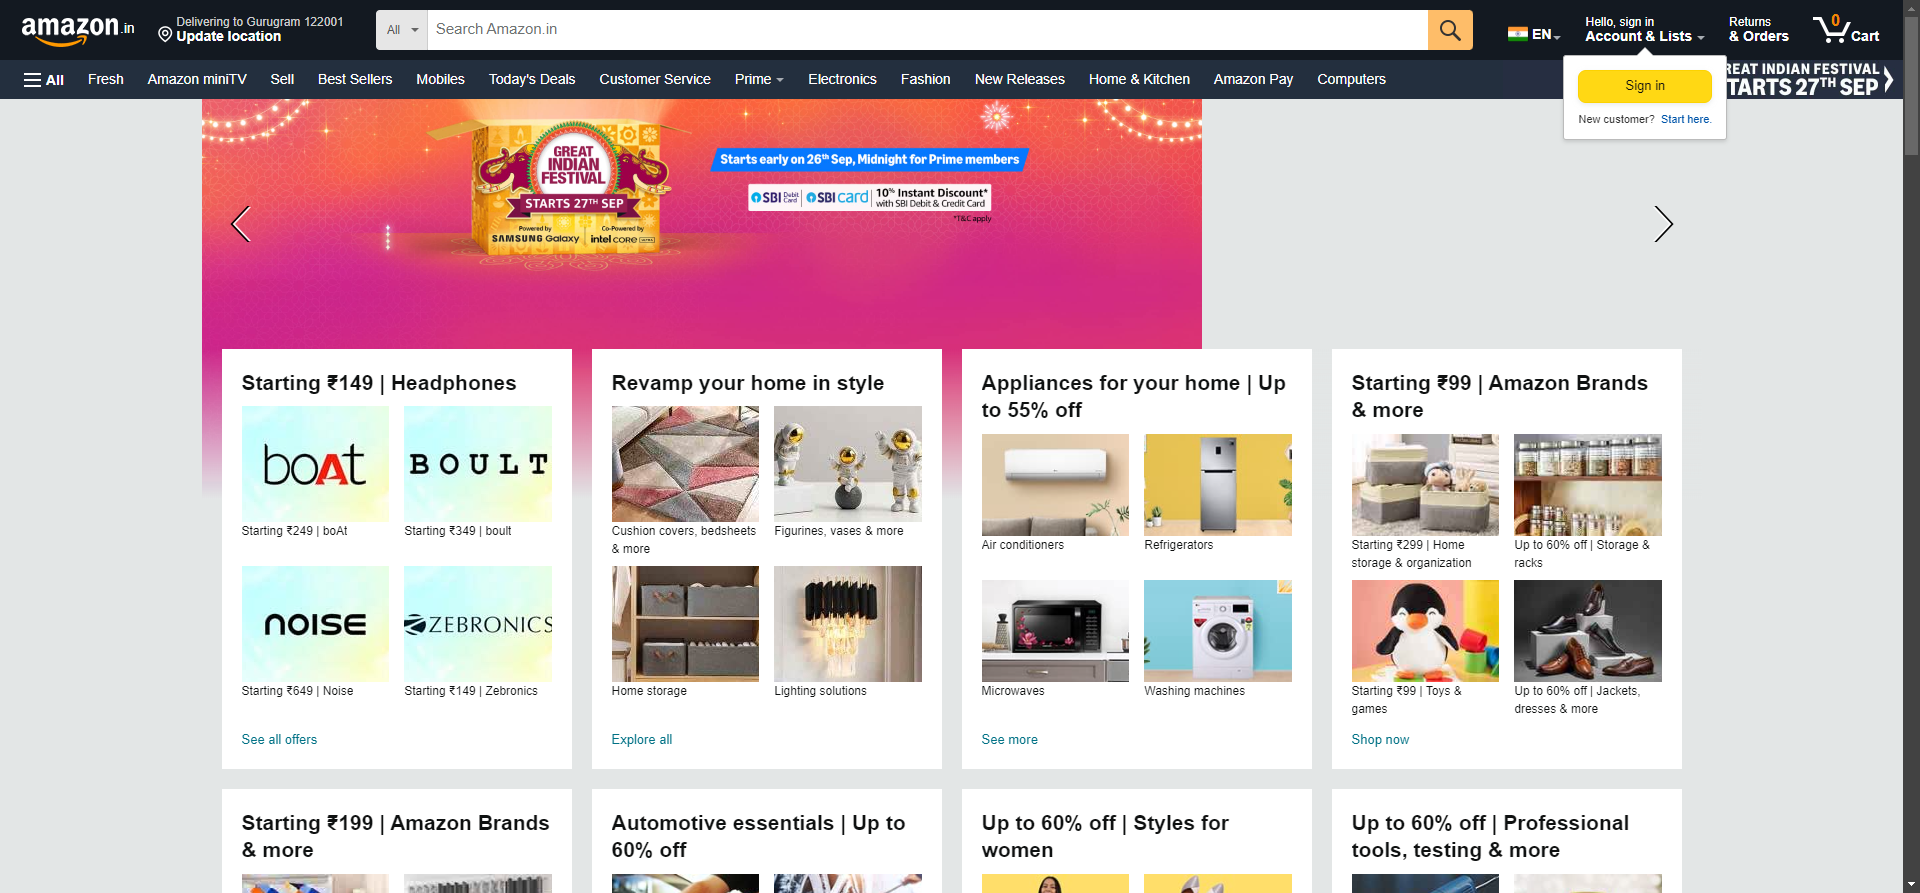 amazon.in
Delivering to Gurugram 122001
Update location
All
Search Amazon.in
EN
Hello, sign in
Account & Lists
Returns
& Orders
0
Cart
All
Fresh
Amazon miniTV
Sell
Best Sellers
Mobiles
Today's Deals
Customer Service
Prime
Electronics
Fashion
New Releases
Home & Kitchen
Amazon Pay
Computers
REAT INDIAN FESTIVAL
TARTS 27TH SEP
Sign in
New customer? Start here.
GREAT
INDIAN
FESTIVAL
STARTS 27TH SEP
Powered by
SAMSUNG Galaxy
Co-Powered by
intel CORE ULTRA
Starts early on 26th Sep, Midnight for Prime members
SBI Debit Card
SBI card
10% Instant Discount*
with SBI Debit & Credit Card
*T&C apply
Starting ₹149 | Headphones
boAt
BOULT
Starting ₹249 | boAt
Starting ₹349 | boult
NOISE
ZEBRONICS
Starting ₹649 | Noise
Starting ₹149 | Zebronics
See all offers
Revamp your home in style
Cushion covers, bedsheets
& more
Figurines, vases & more
Home storage
Lighting solutions
Explore all
Appliances for your home | Up
to 55% off
Air conditioners
Refrigerators
Microwaves
Washing machines
See more
Starting ₹99 | Amazon Brands
& more
Starting ₹299 | Home
storage & organization
Up to 60% off | Storage &
racks
Starting ₹99 | Toys &
games
Up to 60% off | Jackets,
dresses & more
Shop now
Starting ₹199 | Amazon Brands
& more
Automotive essentials | Up to
60% off
Up to 60% off | Styles for
women
Up to 60% off | Professional
tools, testing & more